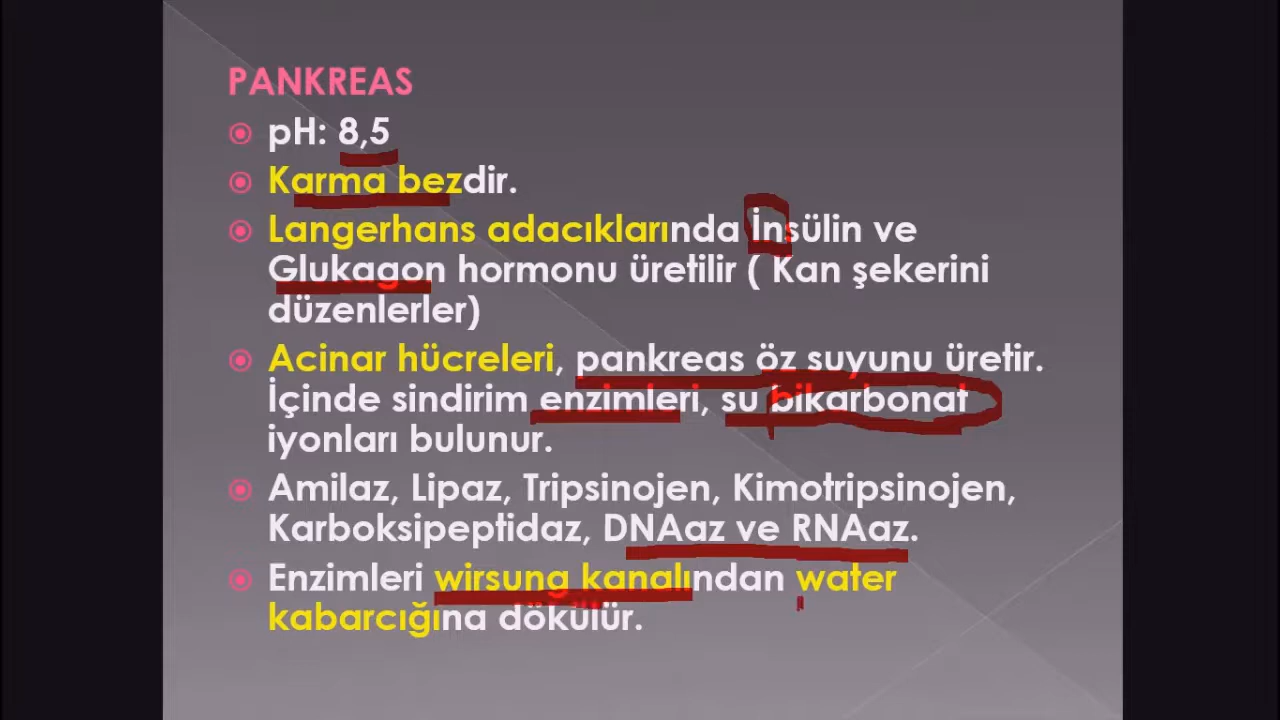 PANKREAS
pH: 8,5
Karma bezdir.
Langerhans adacıklarında İnsülin ve
Glukagon hormonu üretilir ( Kan şekerini
düzenlerler)
Acinar hücreleri, pankreas öz suyunu üretir.
İçinde sindirim enzimleri, su bikarbonat
iyonları bulunur.
Amilaz, Lipaz, Tripsinojen, Kimotripsinojen,
Karboksipeptidaz, DNAaz ve RNAaz.
Enzimleri wirsung kanalından water
kabarcığına dökülür.